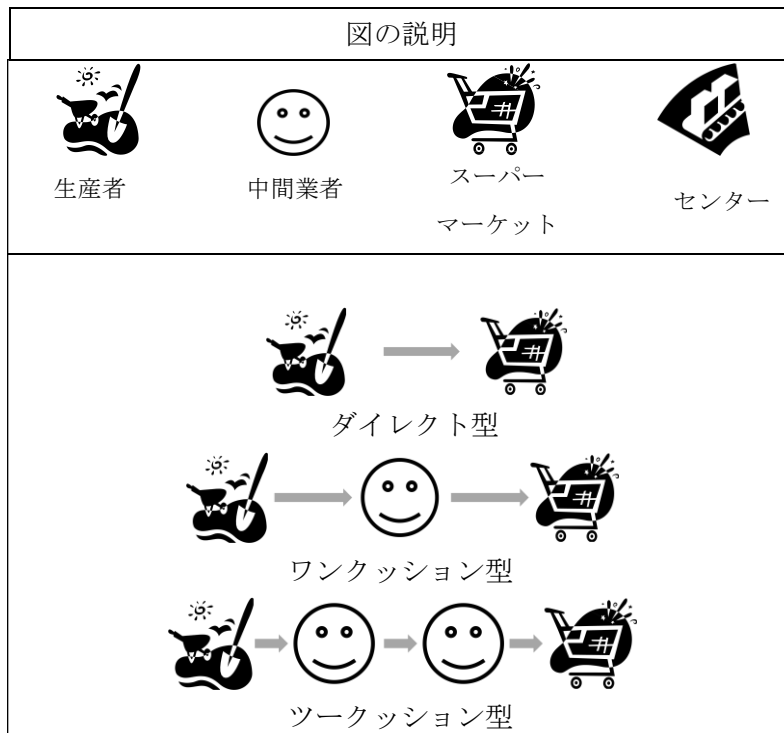 図の説明
生産者
中間業者
スーパー
マーケット
センター
ダイレクト型
ワンクッション型
ツークッション型